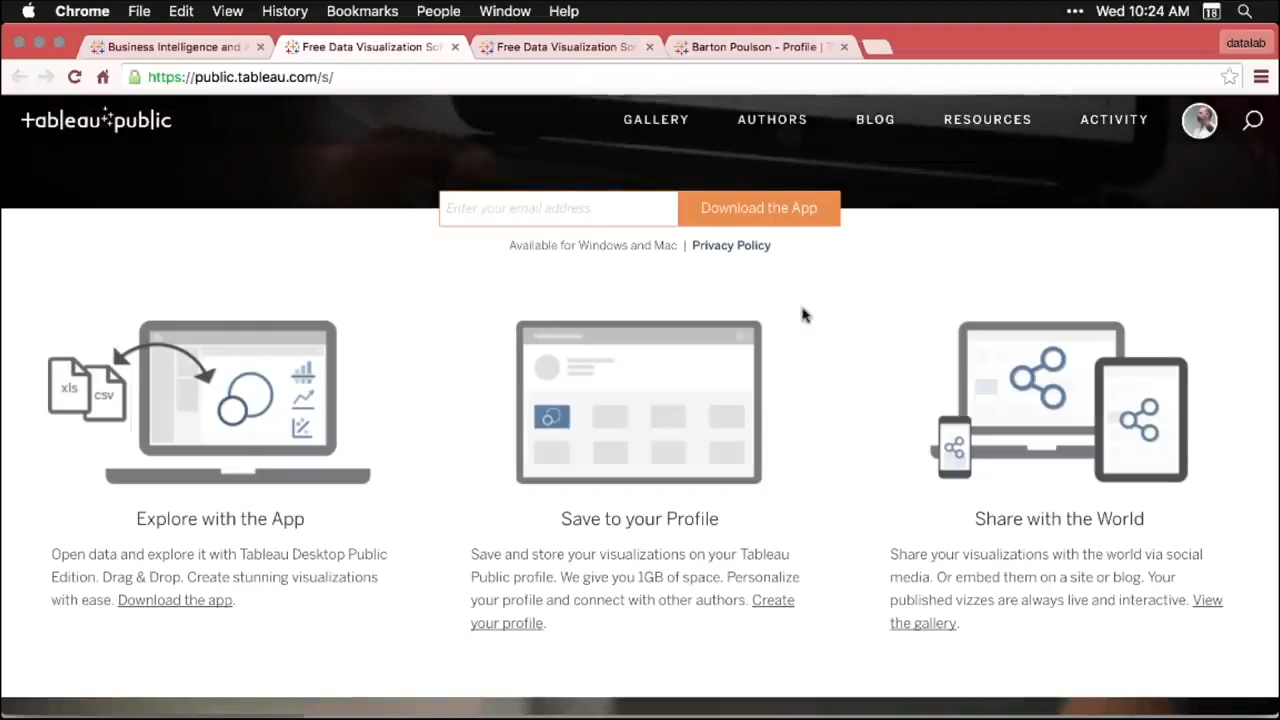 Chrome File Edit View History Bookmarks People Window Help ••• Wed 10:24 AM 18
Business Intelligence and Free Data Visualization Sof Free Data Visualization So Barton Poulson - Profile | datalab
https://public.tableau.com/s/
tableau public GALLERY AUTHORS BLOG RESOURCES ACTIVITY
Enter your email address Download the App
Available for Windows and Mac | Privacy Policy
xls
csv
Explore with the App
Open data and explore it with Tableau Desktop Public
Edition. Drag & Drop. Create stunning visualizations
with ease. Download the app.
Save to your Profile
Save and store your visualizations on your Tableau
Public profile. We give you 1GB of space. Personalize
your profile and connect with other authors. Create
your profile.
Share with the World
Share your visualizations with the world via social
media. Or embed them on a site or blog. Your
published vizzes are always live and interactive. View
the gallery.